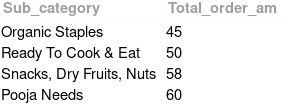 Sub_category Total_order_am
Organic Staples 45
Ready To Cook & Eat 50
Snacks, Dry Fruits, Nuts 58
Pooja Needs 60